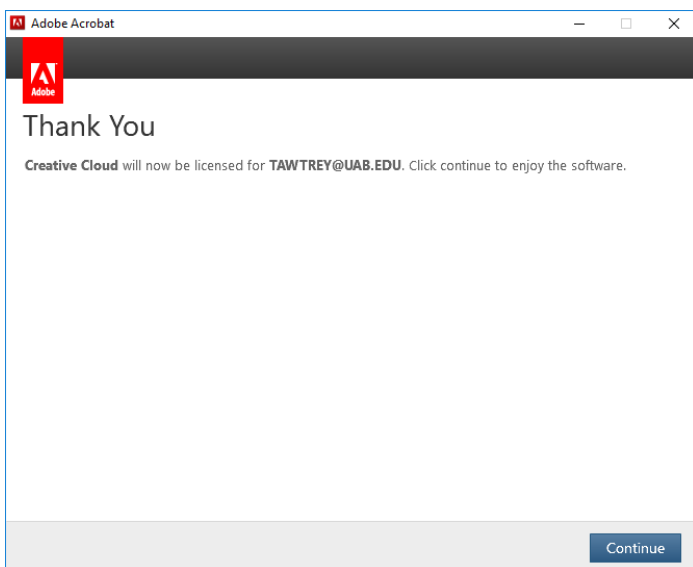 Adobe Acrobat
Adobe
Thank You
Creative Cloud will now be licensed for TAWTREY@UAB.EDU. Click continue to enjoy the software.
Continue